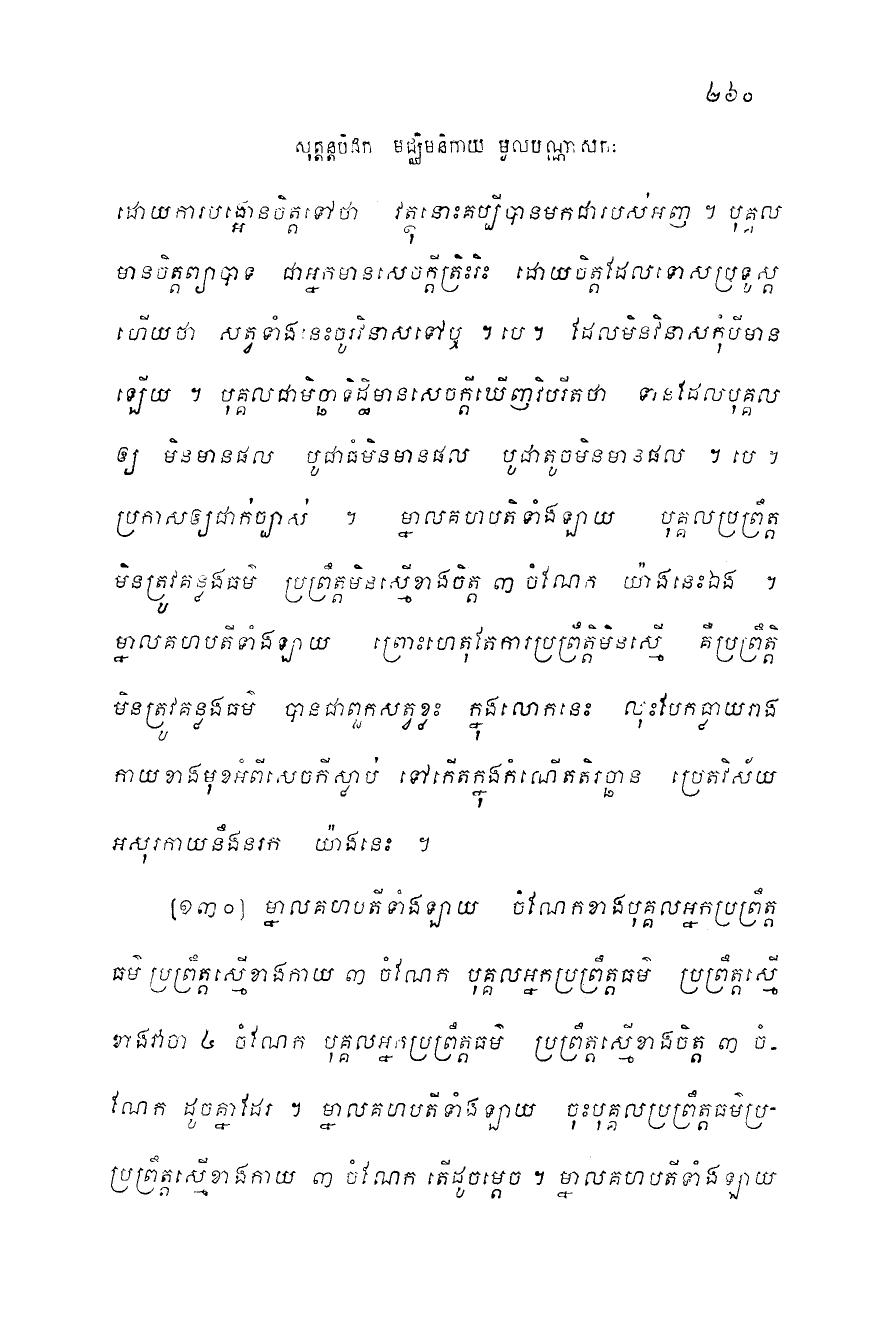 ២៦០
សុត្តន្តបិដក មជ្ឈិមនិកាយ មូលបណ្ណាសកៈ
ដោយការបង្អោនចិត្តទៅថា វត្ថុនោះគប្បីបានមកជារបស់អញ ។ បុគ្គល
មានចិត្តព្យាបាទ ជាអ្នកមានសេចក្តីត្រិះរិះ ដោយចិត្តដែលទោសប្រទូស្ត
ហើយថា សត្វទាំងនេះចូរវិនាសទៅឬ ។ បេ ។ ដែលមិនវិនាសកុំបីមាន
ឡើយ ។ បុគ្គលជាមិច្ឆាទិដ្ឋិមានសេចក្តីឃើញវិបរីតថា ទានដែលបុគ្គល
ឲ្យ មិនមានផល បូជាធំមិនមានផល បូជាតូចមិនមានផល ។ បេ ។
ប្រកាសឲ្យជាក់ច្បាស់ ។ ម្នាលគហបតិទាំងឡាយ បុគ្គលប្រព្រឹត្ត
មិនត្រូវគន្លងធម៌ ប្រព្រឹត្តមិនស្មើខាងចិត្ត ៣ ចំណែក យ៉ាងនេះឯង ។
ម្នាលគហបតីទាំងឡាយ ព្រោះហេតុតែការប្រព្រឹត្តិមិនស្មើ គឺប្រព្រឹត្តិ
មិនត្រូវគន្លងធម៌ បានជាពួកសត្វខ្លះ ក្នុងលោកនេះ លុះបែកធ្លាយរាង
កាយខាងមុខអំពីសេចកីស្លាប់ ទៅកើតក្នុងកំណើតតិរច្ឆាន ប្រេតវិស័យ
អសុរកាយនឹងនរក យ៉ាងនេះ ។
(១៣០) ម្នាលគហបតីទាំងឡាយ ចំណែកខាងបុគ្គលអ្នកប្រព្រឹត្ត
ធម៌ ប្រព្រឹត្តស្មើខាងកាយ ៣ ចំណែក បុគ្គលអ្នកប្រព្រឹត្តធម៌ ប្រព្រឹត្តស្មើ
ខាងវាចា ៤ ចំណែក បុគ្គលអ្នកប្រព្រឹត្តធម៌ ប្រព្រឹត្តស្មើខាងចិត្ត ៣ ចំ-
ណែក ដូចគ្នាដែរ ។ ម្នាលគហបតីទាំងឡាយ ចុះបុគ្គលប្រព្រឹត្តធម៌ប្រ-
ប្រព្រឹត្តស្មើខាងកាយ ៣ ចំណែក តើដូចម្តេច ។ ម្នាលគហបតីទាំងឡាយ